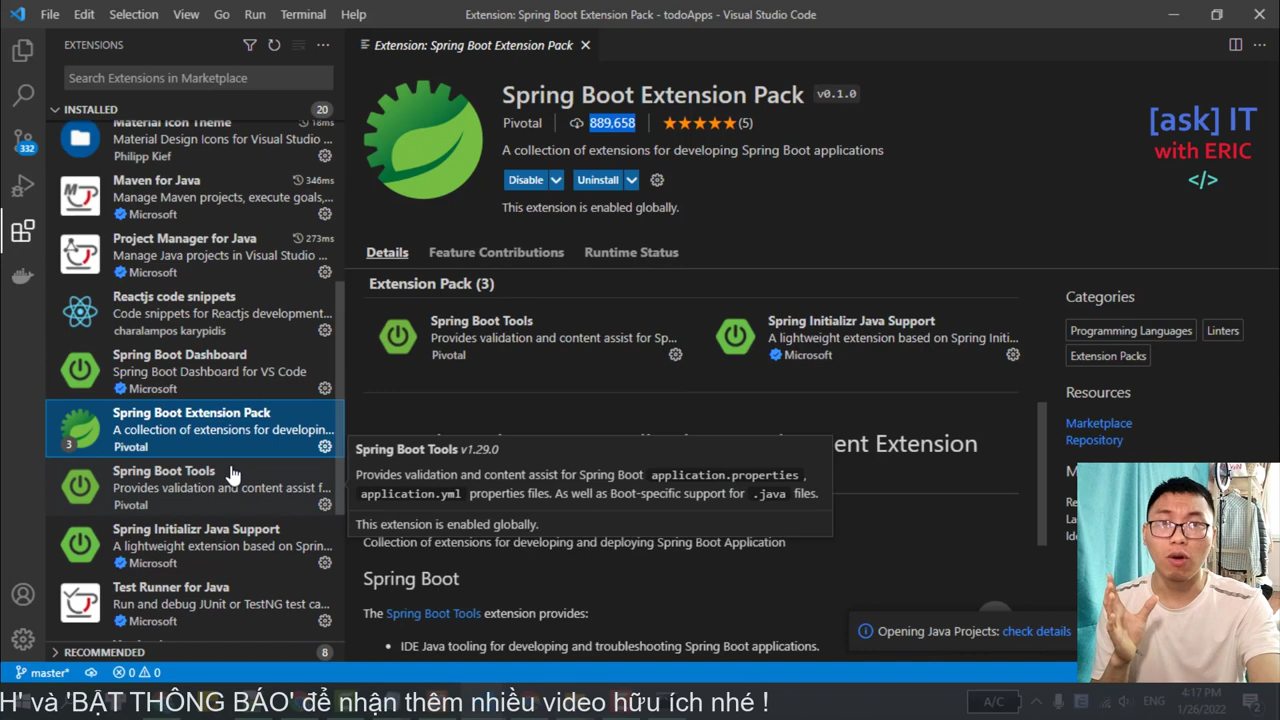 File Edit Selection View Go Run Terminal Help
Extension: Spring Boot Extension Pack - todoApps - Visual Studio Code
EXTENSIONS
Search Extensions in Marketplace
INSTALLED 20
Material Icon Theme 18ms
Material Design Icons for Visual Studio ...
Philipp Kief
Maven for Java 346ms
Manage Maven projects, execute goals,...
Microsoft
Project Manager for Java 273ms
Manage Java projects in Visual Studio ...
Microsoft
Reactjs code snippets
Code snippets for Reactjs development...
charalampos karypidis
Spring Boot Dashboard
Spring Boot Dashboard for VS Code
Microsoft
Spring Boot Extension Pack
A collection of extensions for developin...
3
Pivotal
Spring Boot Tools
Provides validation and content assist f...
Pivotal
Spring Initializr Java Support
A lightweight extension based on Sprin...
Microsoft
Test Runner for Java
Run and debug JUnit or TestNG test ca...
Microsoft
RECOMMENDED 8
332
Extension: Spring Boot Extension Pack
Spring Boot Extension Pack v0.1.0
Pivotal 889,658 (5)
A collection of extensions for developing Spring Boot applications
Disable Uninstall
This extension is enabled globally.
Details Feature Contributions Runtime Status
Extension Pack (3)
Spring Boot Tools
Provides validation and content assist for Sp...
Pivotal
Spring Initializr Java Support
A lightweight extension based on Spring Initi...
Microsoft
ent Extension
Spring Boot Tools v1.29.0
Provides validation and content assist for Spring Boot application.properties ,
application.yml properties files. As well as Boot-specific support for .java files.
This extension is enabled globally.
Collection of extensions for developing and deploying Spring Boot Application
Spring Boot
The Spring Boot Tools extension provides:
IDE Java tooling for developing and troubleshooting Spring Boot applications.
Categories
Programming Languages Linters
Extension Packs
Resources
Marketplace
Repository
[ask] IT
with ERIC
</>
Opening Java Projects: check details
master* 0 0
H' và 'BẬT THÔNG BÁO' để nhận thêm nhiều video hữu ích nhé !
A/C
ENG
4:17 PM
1/26/2022
2